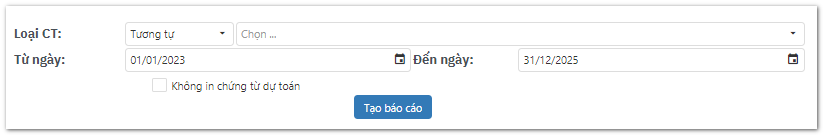 Loại CT: Tương tự Chọn ...
Từ ngày: 01/01/2023 Đến ngày: 31/12/2025
Không in chứng từ dự toán
Tạo báo cáo